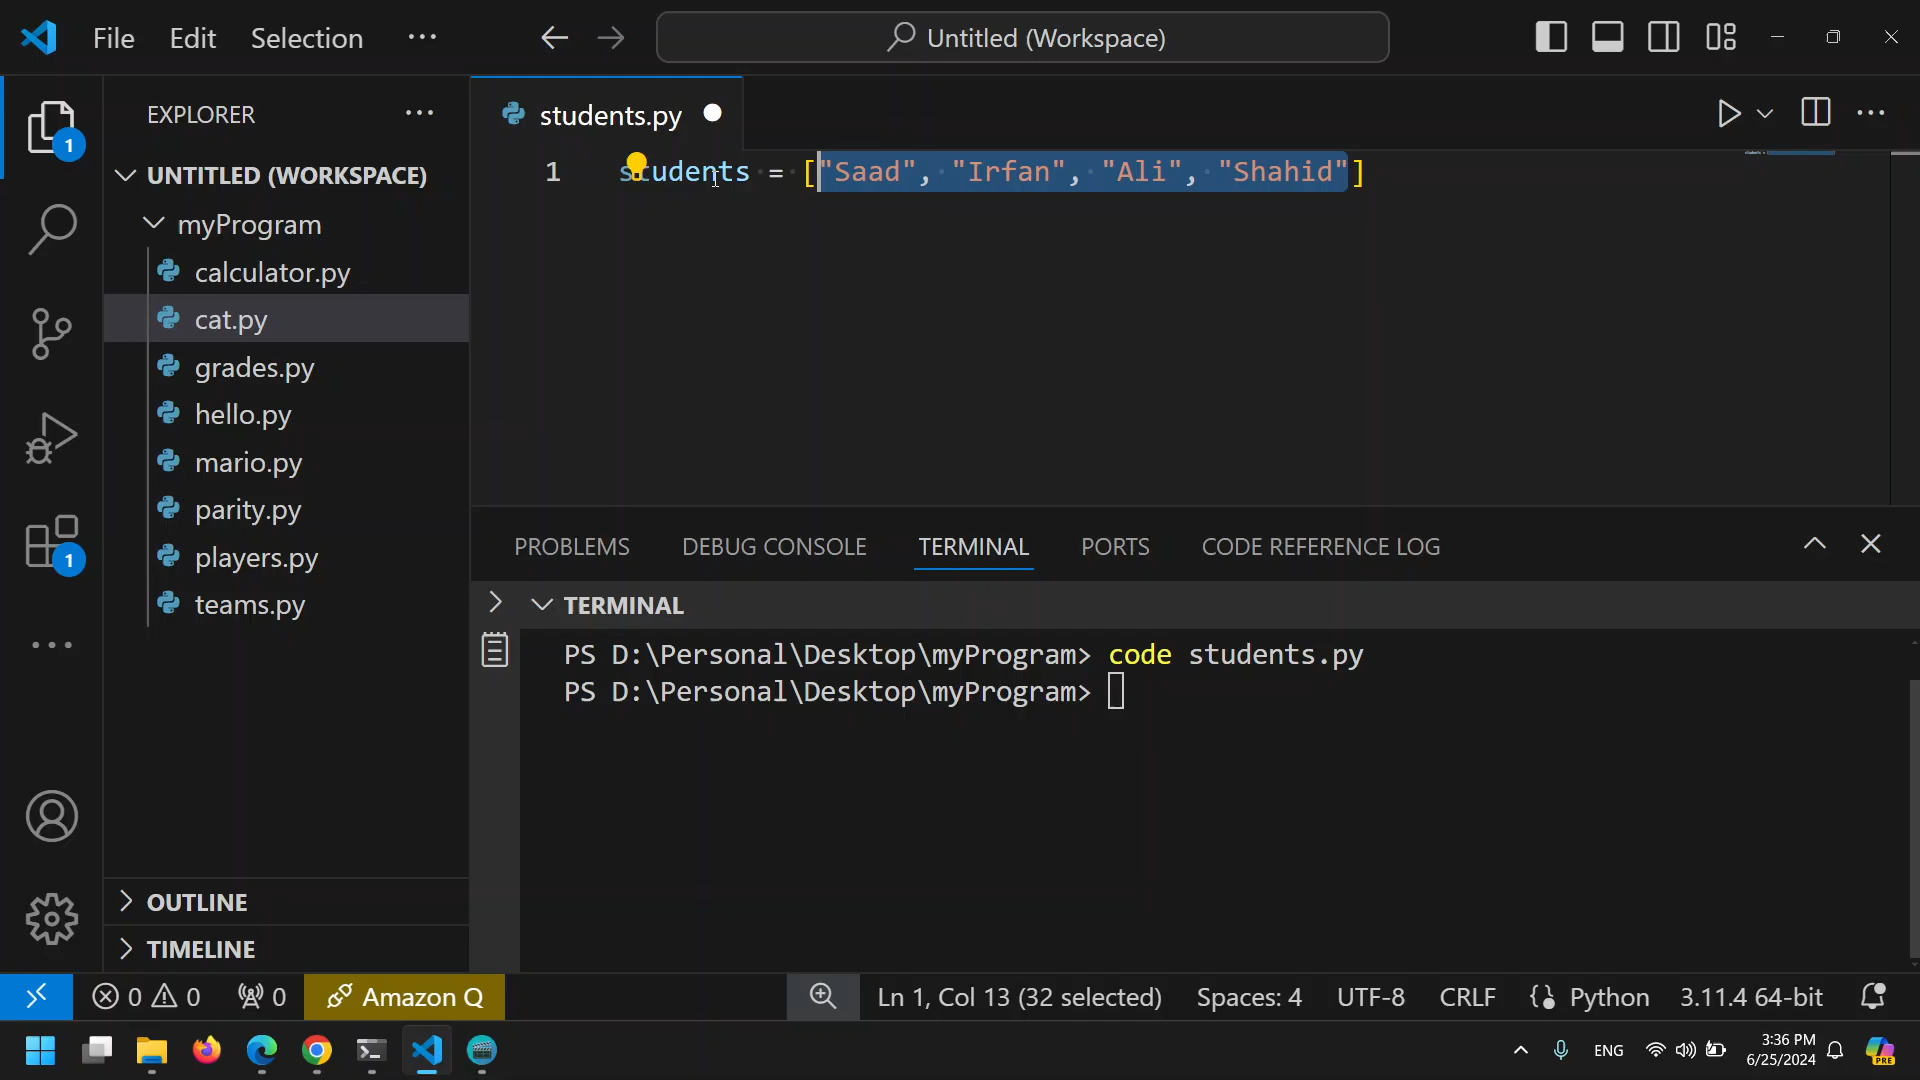 File Edit Selection ···
Untitled (Workspace)
EXPLORER ···
students.py
1
UNTITLED (WORKSPACE)
1 students = ["Saad", "Irfan", "Ali", "Shahid"]
myProgram
calculator.py
cat.py
grades.py
hello.py
mario.py
parity.py
players.py
teams.py
1
PROBLEMS DEBUG CONSOLE TERMINAL PORTS CODE REFERENCE LOG
TERMINAL
PS D:\Personal\Desktop\myProgram> code students.py
PS D:\Personal\Desktop\myProgram>
OUTLINE
TIMELINE
0 0 0 Amazon Q Ln 1, Col 13 (32 selected) Spaces: 4 UTF-8 CRLF Python 3.11.4 64-bit
ENG
3:36 PM
6/25/2024
PRE